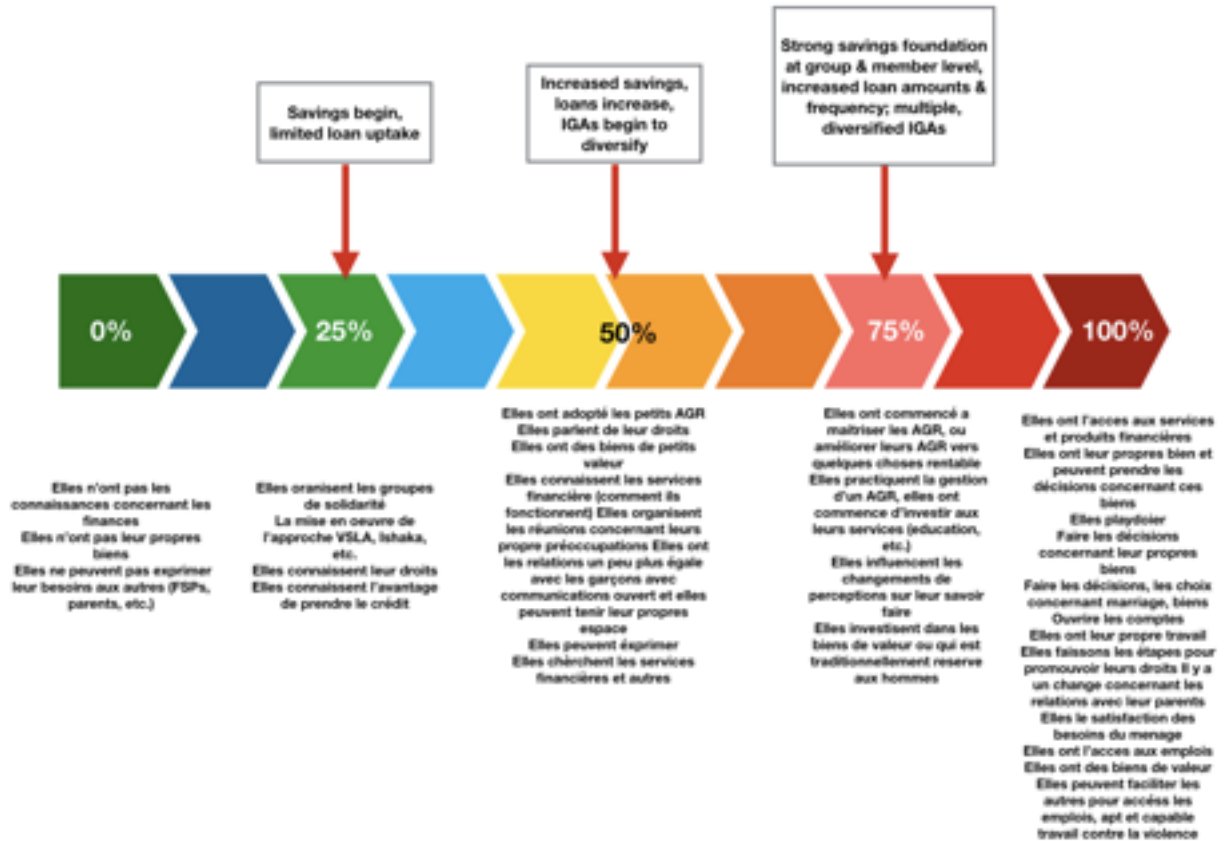 Savings begin,
limited loan uptake
Increased savings,
loans increase,
IGAs begin to
diversify
Strong savings foundation
at group & member level,
increased loan amounts &
frequency; multiple,
diversified IGAs
0%
25%
50%
75%
100%
Elles n'ont pas les
connaissances concernant les
finances
Elles n'ont pas leur propres
biens
Elles ne peuvent pas exprimer
leur besoins aux autres (FSPs,
parents, etc.)
Elles oranisent les groupes
de solidarité
La mise en oeuvre de
l'approche VSLA, Ishaka,
etc.
Elles connaissent leur droits
Elles connaissent l'avantage
de prendre le crédit
Elles ont adopté les petits AGR
Elles parlent de leur droits
Elles ont des biens de petits
valeur
Elles connaissent les services
financière (comment ils
fonctionnent) Elles organisent
les réunions concernant leurs
propre préoccupations Elles ont
les relations un peu plus égale
avec les garçons avec
communications ouvert et elles
peuvent tenir leur propres
espace
Elles peuvent éxprimer
Elles chèrchent les services
financières et autres
Elles ont commencé a
maitriser les AGR, ou
améliorer leurs AGR vers
quelques choses rentable
Elles practiquent la gestion
d'un AGR, elles ont
commence d'investir aux
leurs services (education,
etc.)
Elles influencent les
changements de
perceptions sur leur savoir
faire
Elles investisent dans les
biens de valeur ou qui est
traditionnellement reserve
aux hommes
Elles ont l'acces aux services
et produits financières
Elles ont leur propres bien et
peuvent prendre les
décisions concernant ces
biens
Elles playdoier
Faire les décisions
concernant leur propres
biens
Faire les décisions, les choix
concernant marriage, biens
Ouvrire les comptes
Elles ont leur propre travail
Elles faissons les étapes pour
promouvoir leurs droits Il y a
un change concernant les
relations avec leur parents
Elles le satisfaction des
besoins du menage
Elles ont l'acces aux emplois
Elles ont des biens de valeur
Elles peuvent faciliter les
autres pour accéss les
emplois, apt et capable
travail contre la violence